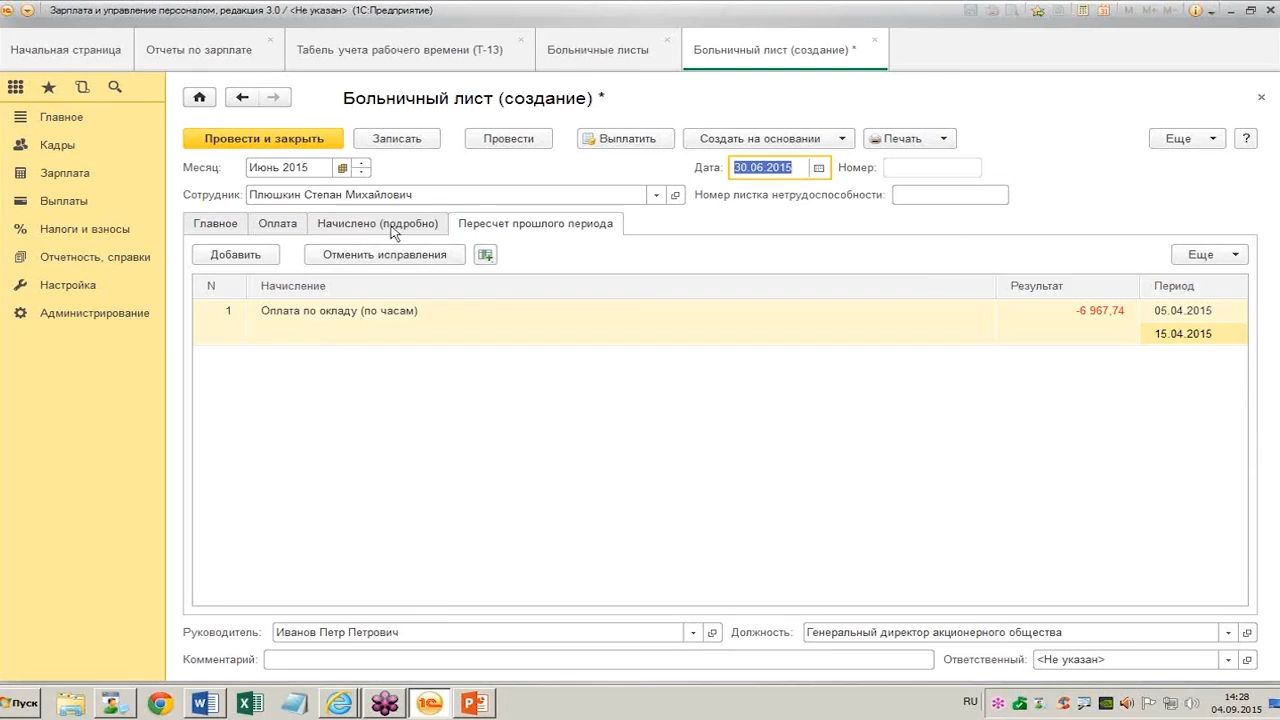 Зарплата и управление персоналом, редакция 3.0 / <Не указан> (1С:Предприятие)
M M+ M-
Начальная страница
Отчеты по зарплате
Табель учета рабочего времени (Т-13)
Больничные листы
Больничный лист (создание) *
Главное
Кадры
Зарплата
Выплаты
Налоги и взносы
Отчетность, справки
Настройка
Администрирование
Больничный лист (создание) *
Провести и закрыть
Записать
Провести
Выплатить
Создать на основании
Печать
Еще
?
Месяц: Июнь 2015
Дата: 30.06.2015
Номер:
Сотрудник: Плюшкин Степан Михайлович
Номер листка нетрудоспособности:
Главное
Оплата
Начислено (подробно)
Пересчет прошлого периода
Добавить
Отменить исправления
Еще
N Начисление Результат Период
1 Оплата по окладу (по часам) -6 967,74 05.04.2015
15.04.2015
Руководитель: Иванов Петр Петрович
Должность: Генеральный директор акционерного общества
Комментарий:
Ответственный: <Не указан>
Пуск
RU
14:28
04.09.2015